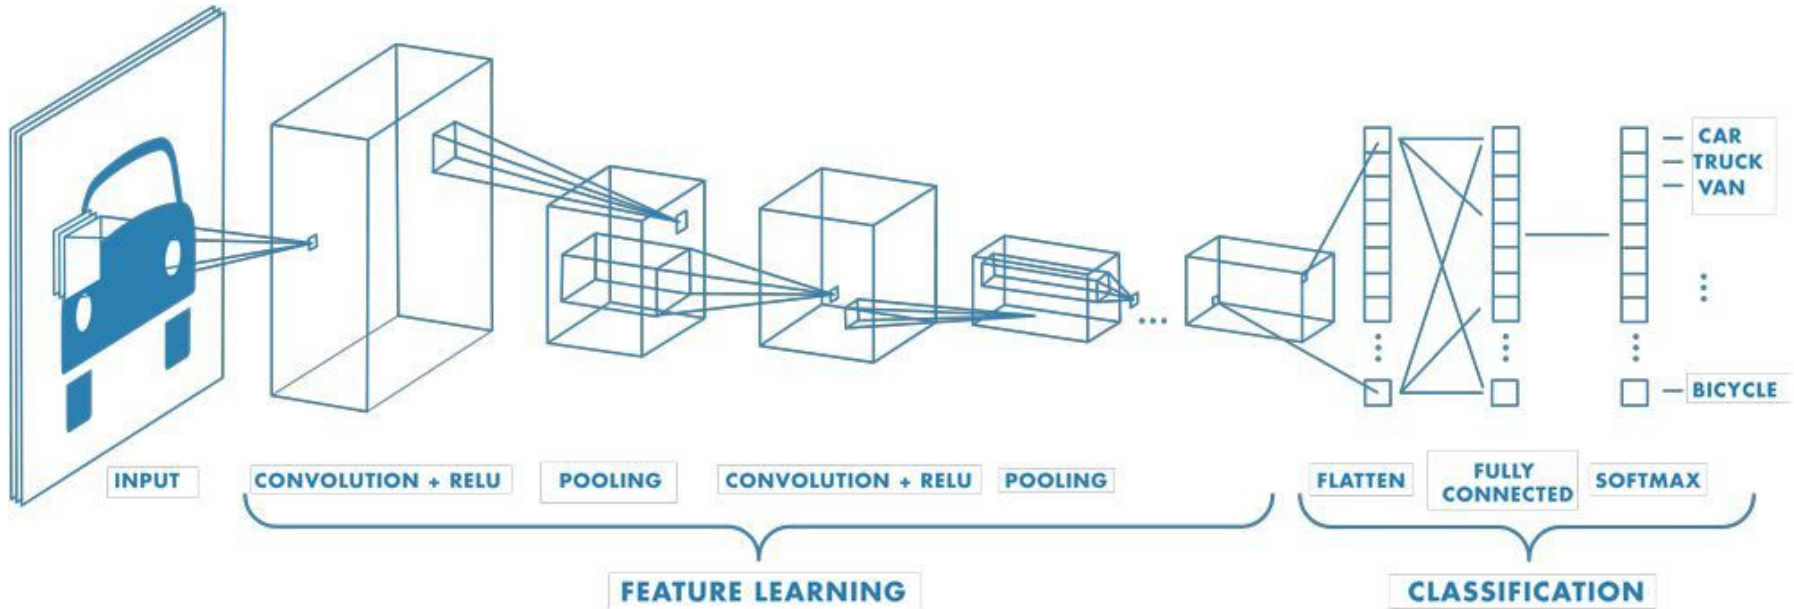 CAR
TRUCK
VAN
BICYCLE
INPUT
CONVOLUTION + RELU
POOLING
CONVOLUTION + RELU
POOLING
FLATTEN
FULLY
CONNECTED
SOFTMAX
FEATURE LEARNING
CLASSIFICATION